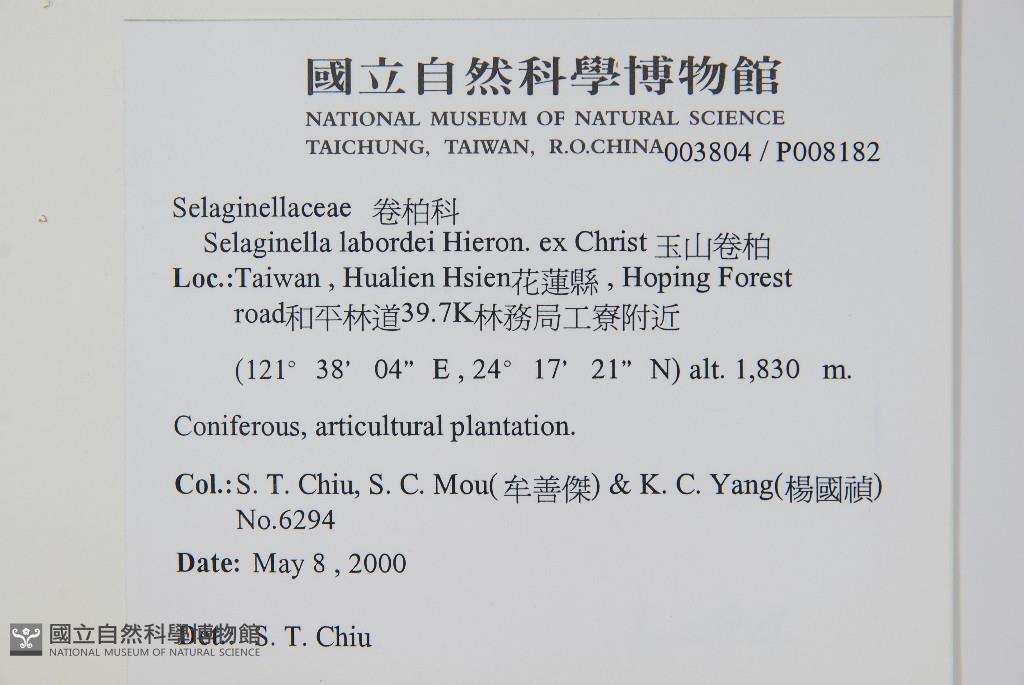 國立自然科學博物館
NATIONAL MUSEUM OF NATURAL SCIENCE
TAICHUNG, TAIWAN, R.O.CHINA 003804 / P008182
Selaginellaceae 卷柏科
Selaginella labordei Hieron. ex Christ 玉山卷柏
Loc.:Taiwan , Hualien Hsien花蓮縣 , Hoping Forest
road和平林道39.7K林務局工寮附近
(121° 38' 04” E , 24° 17' 21” N) alt. 1,830 m.
Coniferous, articultural plantation.
Col.:S. T. Chiu, S. C. Mou(牟善傑) & K. C. Yang(楊國禎)
No.6294
Date: May 8 , 2000
Det.: S. T. Chiu
國立自然科學博物館
NATIONAL MUSEUM OF NATURAL SCIENCE